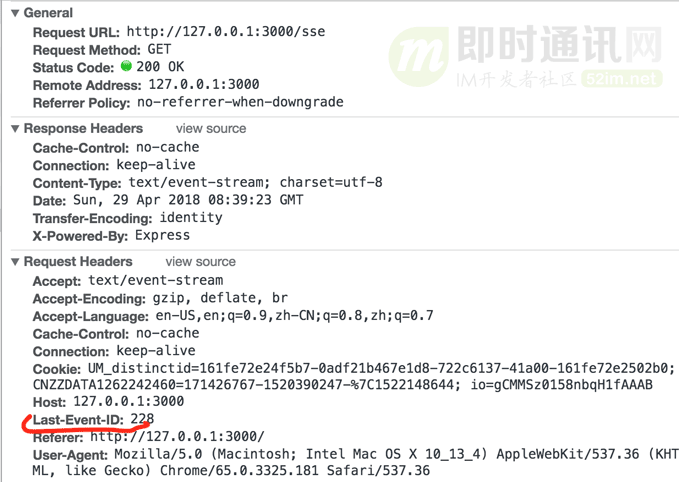 General
Request URL: http://127.0.0.1:3000/sse
Request Method: GET
Status Code: 200 OK
Remote Address: 127.0.0.1:3000
Referrer Policy: no-referrer-when-downgrade
m 即时通讯网
IM开发者社区 52im.net
Response Headers view source
Cache-Control: no-cache
Connection: keep-alive
Content-Type: text/event-stream; charset=utf-8
Date: Sun, 29 Apr 2018 08:39:23 GMT
Transfer-Encoding: identity
X-Powered-By: Express
Request Headers view source
Accept: text/event-stream
Accept-Encoding: gzip, deflate, br
Accept-Language: en-US,en;q=0.9,zh-CN;q=0.8,zh;q=0.7
Cache-Control: no-cache
Connection: keep-alive
Cookie: UM_distinctid=161fe72e24f5b7-0adf21b467e1d8-722c6137-41a00-161fe72e2502b0;
CNZZDATA1262242460=171426767-1520390247-%7C1522148644; io=gCMMSz0158nbqH1fAAAB
Host: 127.0.0.1:3000
Last-Event-ID: 228
Referer: http://127.0.0.1:3000/
User-Agent: Mozilla/5.0 (Macintosh; Intel Mac OS X 10_13_4) AppleWebKit/537.36 (KHT
ML, like Gecko) Chrome/65.0.3325.181 Safari/537.36